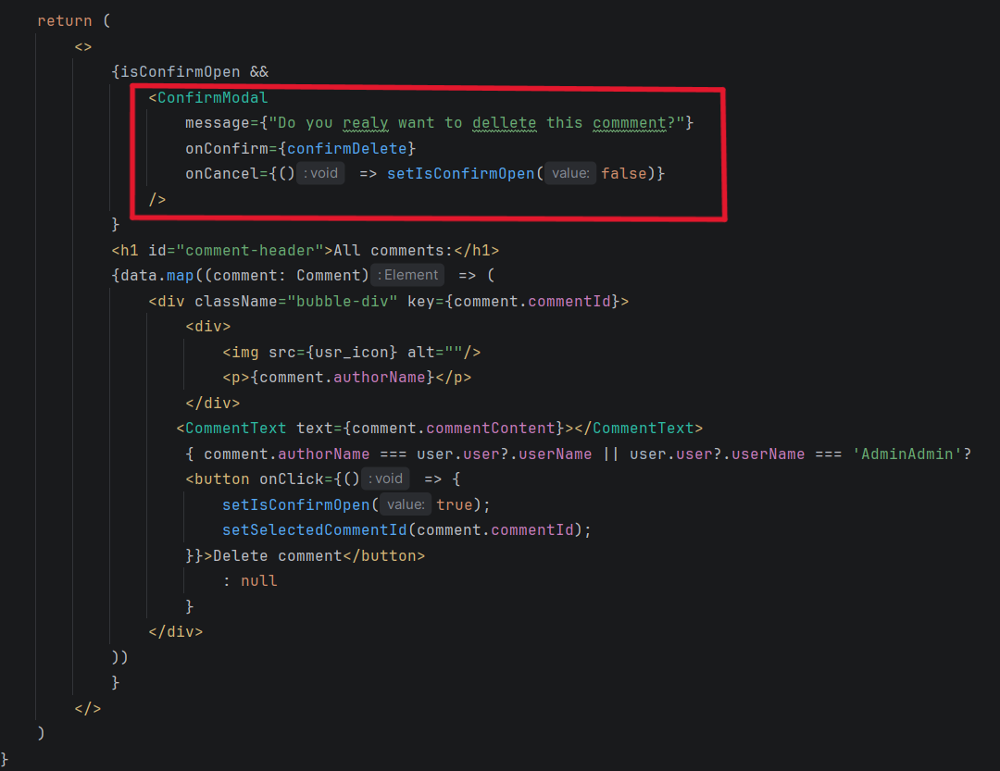 return (
<>
{isConfirmOpen &&
<ConfirmModal
message={"Do you realy want to dellete this commment?"}
onConfirm={confirmDelete}
onCancel={() : void => setIsConfirmOpen( value: false)}
/>
}
<h1 id="comment-header">All comments:</h1>
{data.map((comment: Comment) : Element => (
<div className="bubble-div" key={comment.commentId}>
<div>
<img src={usr_icon} alt=""/>
<p>{comment.authorName}</p>
</div>
<CommentText text={comment.commentContent}></CommentText>
{ comment.authorName === user.user?.userName || user.user?.userName === 'AdminAdmin'?
<button onClick={() : void => {
setIsConfirmOpen( value: true);
setSelectedCommentId(comment.commentId);
}}>Delete comment</button>
: null
}
</div>
))
}
</>
)
}